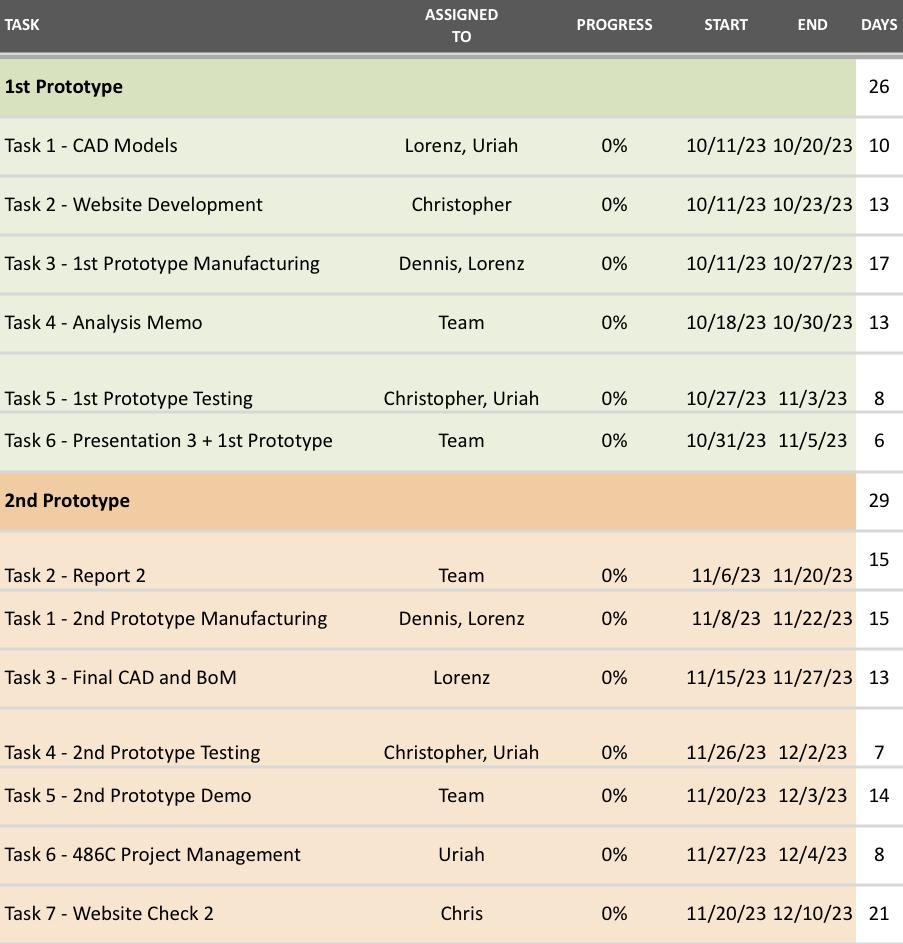 TASK ASSIGNED TO PROGRESS START END DAYS
1st Prototype 26
Task 1 - CAD Models Lorenz, Uriah 0% 10/11/23 10/20/23 10
Task 2 - Website Development Christopher 0% 10/11/23 10/23/23 13
Task 3 - 1st Prototype Manufacturing Dennis, Lorenz 0% 10/11/23 10/27/23 17
Task 4 - Analysis Memo Team 0% 10/18/23 10/30/23 13
Task 5 - 1st Prototype Testing Christopher, Uriah 0% 10/27/23 11/3/23 8
Task 6 - Presentation 3 + 1st Prototype Team 0% 10/31/23 11/5/23 6
2nd Prototype 29
Task 2 - Report 2 Team 0% 11/6/23 11/20/23 15
Task 1 - 2nd Prototype Manufacturing Dennis, Lorenz 0% 11/8/23 11/22/23 15
Task 3 - Final CAD and BoM Lorenz 0% 11/15/23 11/27/23 13
Task 4 - 2nd Prototype Testing Christopher, Uriah 0% 11/26/23 12/2/23 7
Task 5 - 2nd Prototype Demo Team 0% 11/20/23 12/3/23 14
Task 6 - 486C Project Management Uriah 0% 11/27/23 12/4/23 8
Task 7 - Website Check 2 Chris 0% 11/20/23 12/10/23 21